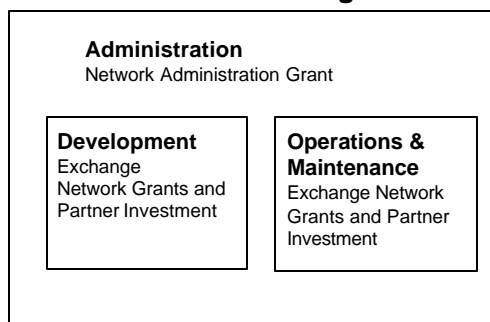 Administration
Network Administration Grant
Development
Exchange
Network Grants and
Partner Investment
Operations &
Maintenance
Exchange Network
Grants and Partner
Investment